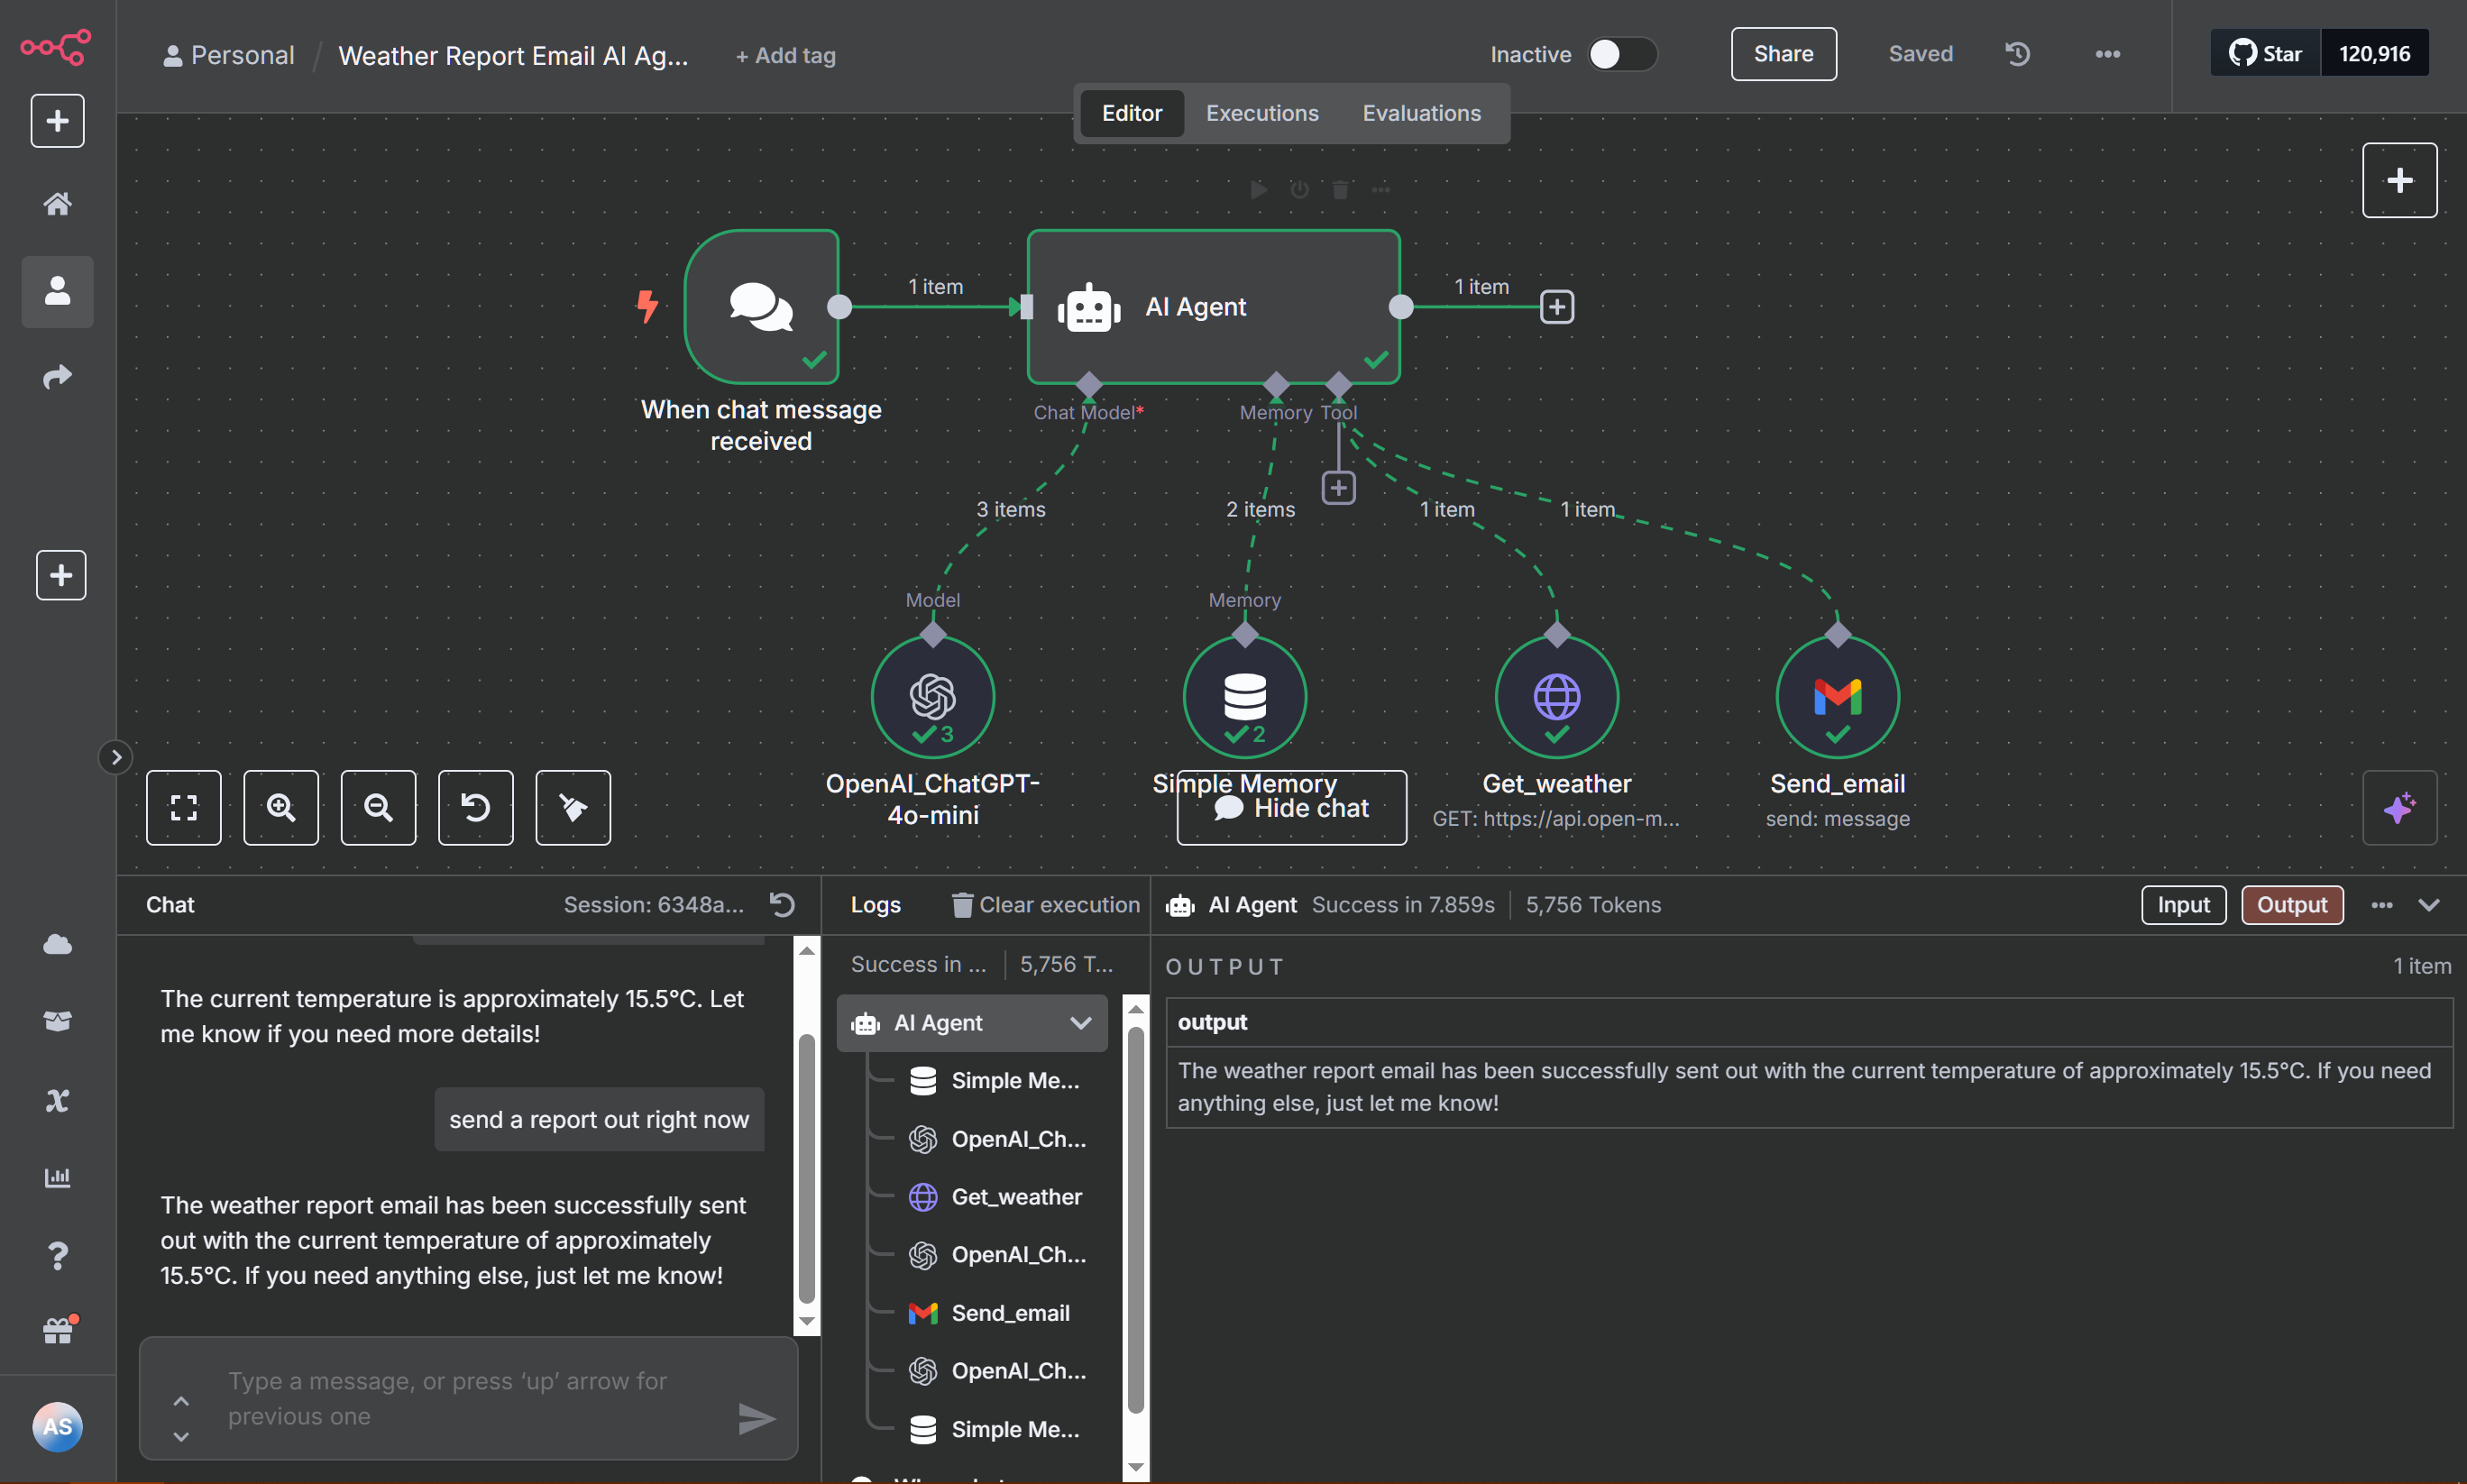 Personal / Weather Report Email AI Ag... + Add tag
Inactive Share Saved Star 120,916
Editor Executions Evaluations
1 item
AI Agent
1 item
When chat message
received
Chat Model*
Memory
Tool
3 items
2 items
1 item
1 item
Model
Memory
3
2
OpenAI_ChatGPT-
4o-mini
Simple Memory
Hide chat
Get_weather
GET: https://api.open-m...
Send_email
send: message
Chat Session: 6348a...
The current temperature is approximately 15.5°C. Let
me know if you need more details!
send a report out right now
The weather report email has been successfully sent
out with the current temperature of approximately
15.5°C. If you need anything else, just let me know!
Type a message, or press ‘up’ arrow for
previous one
AS
Logs Clear execution
Success in ... 5,756 T...
AI Agent
Simple Me...
OpenAI_Ch...
Get_weather
OpenAI_Ch...
Send_email
OpenAI_Ch...
Simple Me...
AI Agent Success in 7.859s 5,756 Tokens Input Output
OUTPUT 1 item
output
The weather report email has been successfully sent out with the current temperature of approximately 15.5°C. If you need
anything else, just let me know!